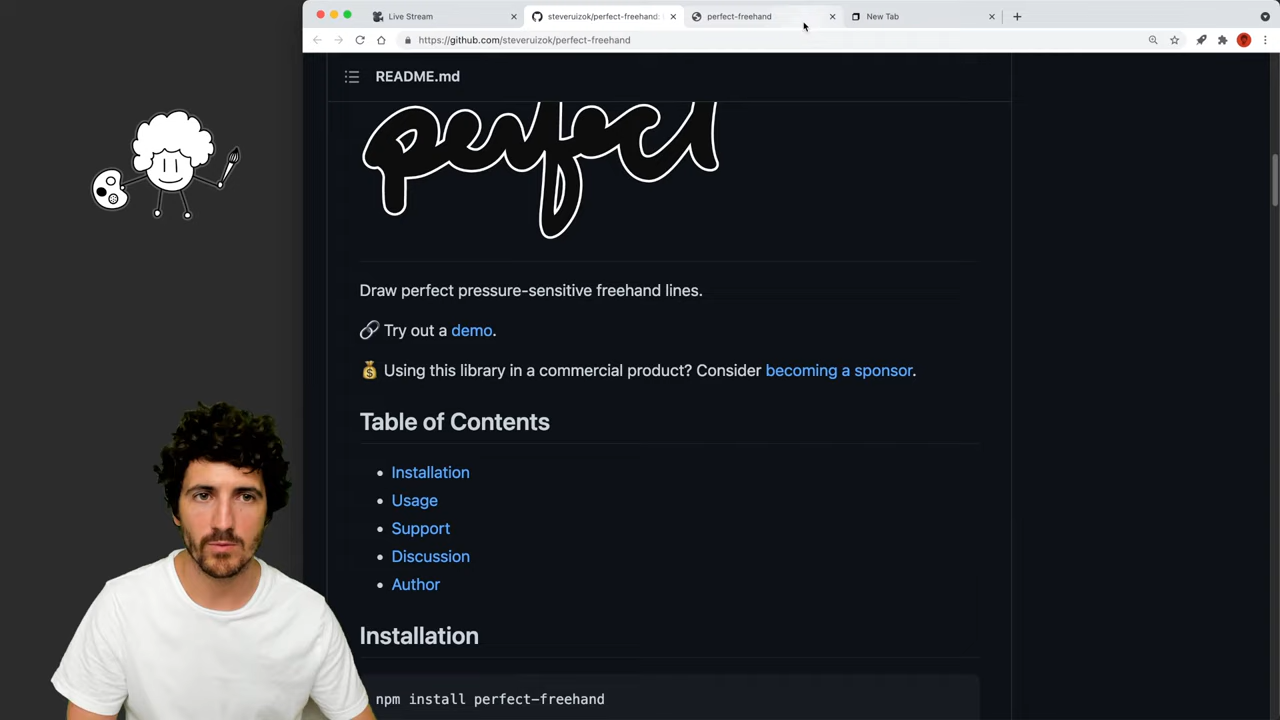 Live Stream
steveruizok/perfect-freehand:
perfect-freehand
New Tab
https://github.com/steveruizok/perfect-freehand
README.md
perfect
Draw perfect pressure-sensitive freehand lines.
🔗 Try out a demo.
💰 Using this library in a commercial product? Consider becoming a sponsor.
Table of Contents
• Installation
• Usage
• Support
• Discussion
• Author
Installation
npm install perfect-freehand